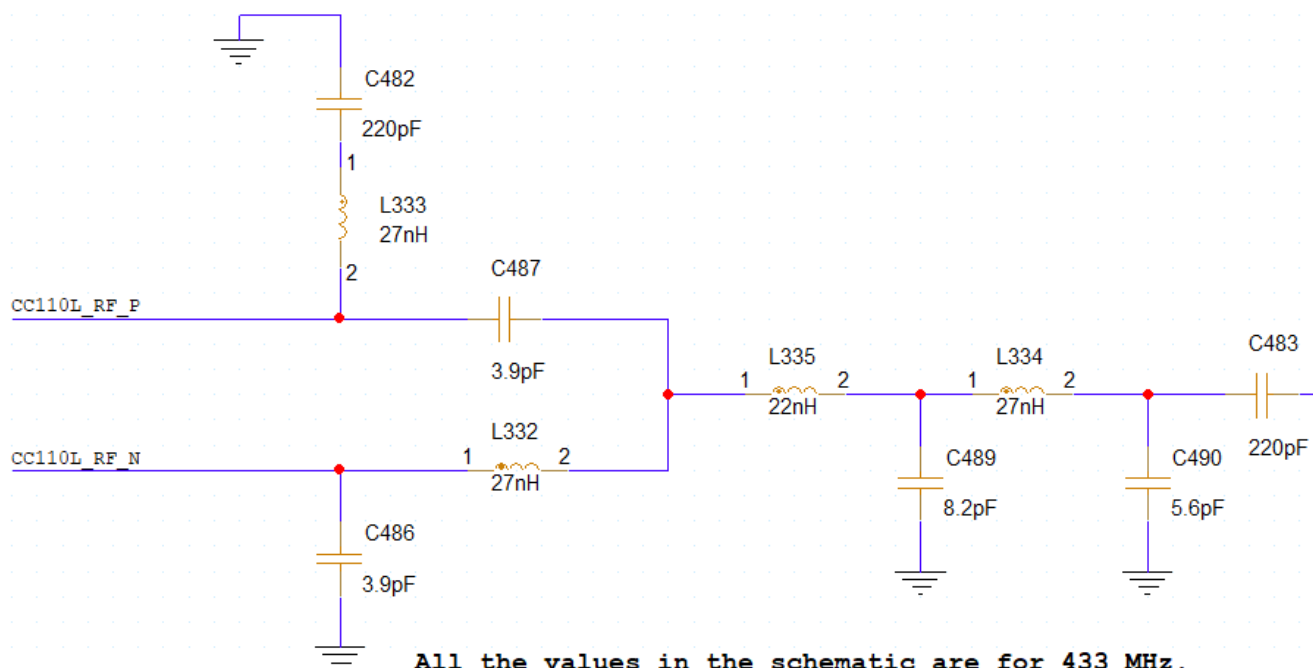 C482
220pF
1
L333
27nH
2
C487
CC110L_RF_P
3.9pF
L335
1 2
22nH
L334
1 2
27nH
C483
220pF
L332
1 2
27nH
CC110L_RF_N
C489
8.2pF
C490
5.6pF
C486
3.9pF
All the values in the schematic are for 433 MHz.